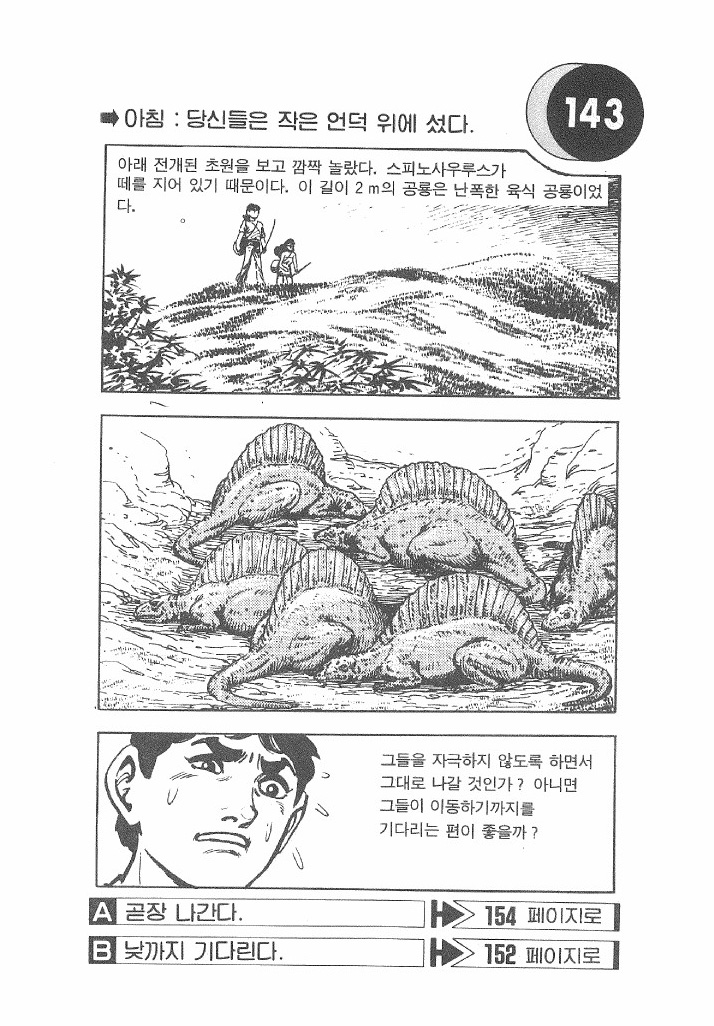 143
➡아침 : 당신들은 작은 언덕 위에 섰다.
아래 전개된 초원을 보고 깜짝 놀랐다. 스피노사우루스가
떼를 지어 있기 때문이다. 이 길이 2 m의 공룡은 난폭한 육식 공룡이었
다.
그들을 자극하지 않도록 하면서
그대로 나갈 것인가? 아니면
그들이 이동하기까지를
기다리는 편이 좋을까?
A 곧장 나간다. 154 페이지로
B 낮까지 기다린다. 152 페이지로